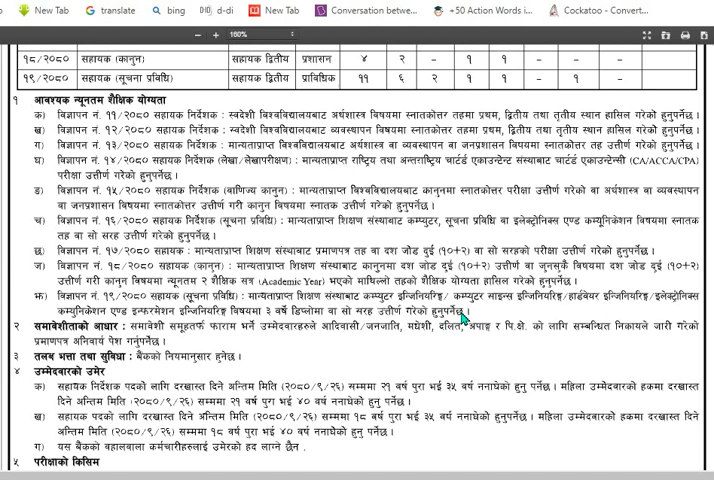 New Tab
translate
bing
d-di
New Tab
Conversation betwe...
+50 Action Words i...
Cockatoo - Convert...
160%
१८/२०८० सहायक (कानुन) सहायक द्वितीय प्रशासन ४ २ – १ १ – –
१९/२०८० सहायक (सूचना प्रविधि) सहायक द्वितीय प्राविधिक ११ ६ २ १ १ – १
१ आवश्यक न्यूनतम शैक्षिक योग्यता
क) विज्ञापन नं. ११/२०८० सहायक निर्देशक : स्वदेशी विश्वविद्यालयबाट अर्थशास्त्र विषयमा स्नातकोत्तर तहमा प्रथम, द्वितीय तथा तृतीय स्थान हासिल गरेको हुनुपर्नेछ ।
ख) विज्ञापन नं. १२/२०८० सहायक निर्देशक : स्वदेशी विश्वविद्यालयबाट व्यवस्थापन विषयमा स्नातकोत्तर तहमा प्रथम, द्वितीय तथा तृतीय स्थान हासिल गरेको हुनुपर्नेछ ।
ग) विज्ञापन नं. १३/२०८० सहायक निर्देशक : मान्यताप्राप्त विश्वविद्यालयबाट अर्थशास्त्र वा व्यवस्थापन वा जनप्रशासन विषयमा स्नातकोत्तर तह उत्तीर्ण गरेको हुनुपर्नेछ ।
घ) विज्ञापन नं. १४/२०८० सहायक निर्देशक (लेखा/लेखापरीक्षण) : मान्यताप्राप्त राष्ट्रिय तथा अन्तराष्ट्रिय चार्टर्ड एकाउन्टेन्ट संस्थाबाट चार्टर्ड एकाउन्टेन्सी (CA/ACCA/CPA)
परीक्षा उत्तीर्ण गरेको हुनुपर्नेछ ।
ङ) विज्ञापन नं. १५/२०८० सहायक निर्देशक (वाणिज्य कानुन) : मान्यताप्राप्त विश्वविद्यालयबाट कानुनमा स्नातकोत्तर परीक्षा उत्तीर्ण गरेको वा अर्थशास्त्र वा व्यवस्थापन
वा जनप्रशासन विषयमा स्नातकोत्तर उत्तीर्ण गरी कानुन विषयमा स्नातक उत्तीर्ण गरेको हुनुपर्नेछ ।
च) विज्ञापन नं. १६/२०८० सहायक निर्देशक (सूचना प्रविधि) : मान्यताप्राप्त शिक्षण संस्थाबाट कम्प्युटर, सूचना प्रविधि वा इलेक्ट्रोनिक्स एण्ड कम्यूनिकेशन विषयमा स्नातक
तह वा सो सरह उत्तीर्ण गरेको हुनुपर्नेछ ।
छ) विज्ञापन नं. १७/२०८० सहायक : मान्यताप्राप्त शिक्षण संस्थाबाट प्रमाणपत्र तह वा दश जोड दुई (१०+२) वा सो सरहको परीक्षा उत्तीर्ण गरेको हुनुपर्नेछ ।
ज) विज्ञापन नं. १८/२०८० सहायक (कानुन) : मान्यताप्राप्त शिक्षण संस्थाबाट कानुनमा दश जोड दुई (१०+२) उत्तीर्ण वा जुनसुकै विषयमा दश जोड दुई (१०+२)
उत्तीर्ण गरी कानुन विषयमा न्यूनतम २ शैक्षिक सत्र (Academic Year) भएको माथिल्लो तहको शैक्षिक योग्यता हासिल गरेको हुनुपर्नेछ ।
झ) विज्ञापन नं. १९/२०८० सहायक (सूचना प्रविधि) : मान्यताप्राप्त शिक्षण संस्थाबाट कम्प्युटर इन्जिनियरिङ्ग/ कम्प्युटर साइन्स इन्जिनियरिङ्ग/हार्डवेयर इन्जिनियरिङ्ग/इलेक्ट्रोनिक्स
कम्युनिकेशन एण्ड इन्फरमेशन इन्जिनियरिङ्ग विषयमा ३ वर्षे डिप्लोमा वा सो सरह उत्तीर्ण गरेको हुनुपर्नेछ ।
२ समावेशीताको आधार : समावेशी समूहतर्फ फाराम भर्ने उम्मेदवारहरुले आदिवासी/जनजाति, मधेशी, दलित, अपाङ्ग र पि.क्षे. को लागि सम्बन्धित निकायले जारी गरेको
प्रमाणपत्र अनिवार्य पेश गर्नुपर्नेछ ।
३ तलब भत्ता तथा सुविधा : बैंकको नियमानुसार हुनेछ ।
४ उम्मेदवारको उमेर
क) सहायक निर्देशक पदको लागि दरखास्त दिने अन्तिम मिति (२०८०/९/२६) सम्ममा २१ वर्ष पुरा भई ३५ वर्ष ननाघेको हुनु पर्नेछ । महिला उम्मेदवारको हकमा दरखास्त
दिने अन्तिम मिति (२०८०/९/२६) सम्ममा २१ वर्ष पुरा भई ४० वर्ष ननाघेको हुनु पर्नेछ ।
ख) सहायक पदको लागि दरखास्त दिने अन्तिम मिति (२०८०/९/२६) सम्ममा १८ वर्ष पुरा भई ३५ वर्ष ननाघेको हुनुपर्नेछ । महिला उम्मेदवारको हकमा दरखास्त दिने
अन्तिम मिति (२०८०/९/२६) सम्ममा १८ वर्ष पुरा भई ४० वर्ष ननाघेको हुनु पर्नेछ ।
ग) यस बैंकको बहालवाला कर्मचारीहरुलाई उमेरको हद लाग्ने छैन .
५ परीक्षाको किसिम